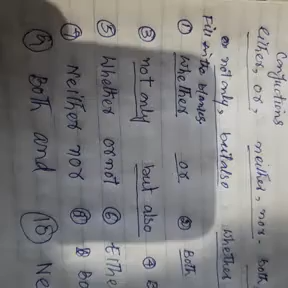 Conjuctions
either, or, neither, nor - both,
not only, but also whether
Fill in the blanks.
① Whether or ② Both
③ not only but also ④
⑤ Whether or not ⑥ Eithe
⑦ Neither nor ⑧ Bo
⑨ Both and ⑩ Ne